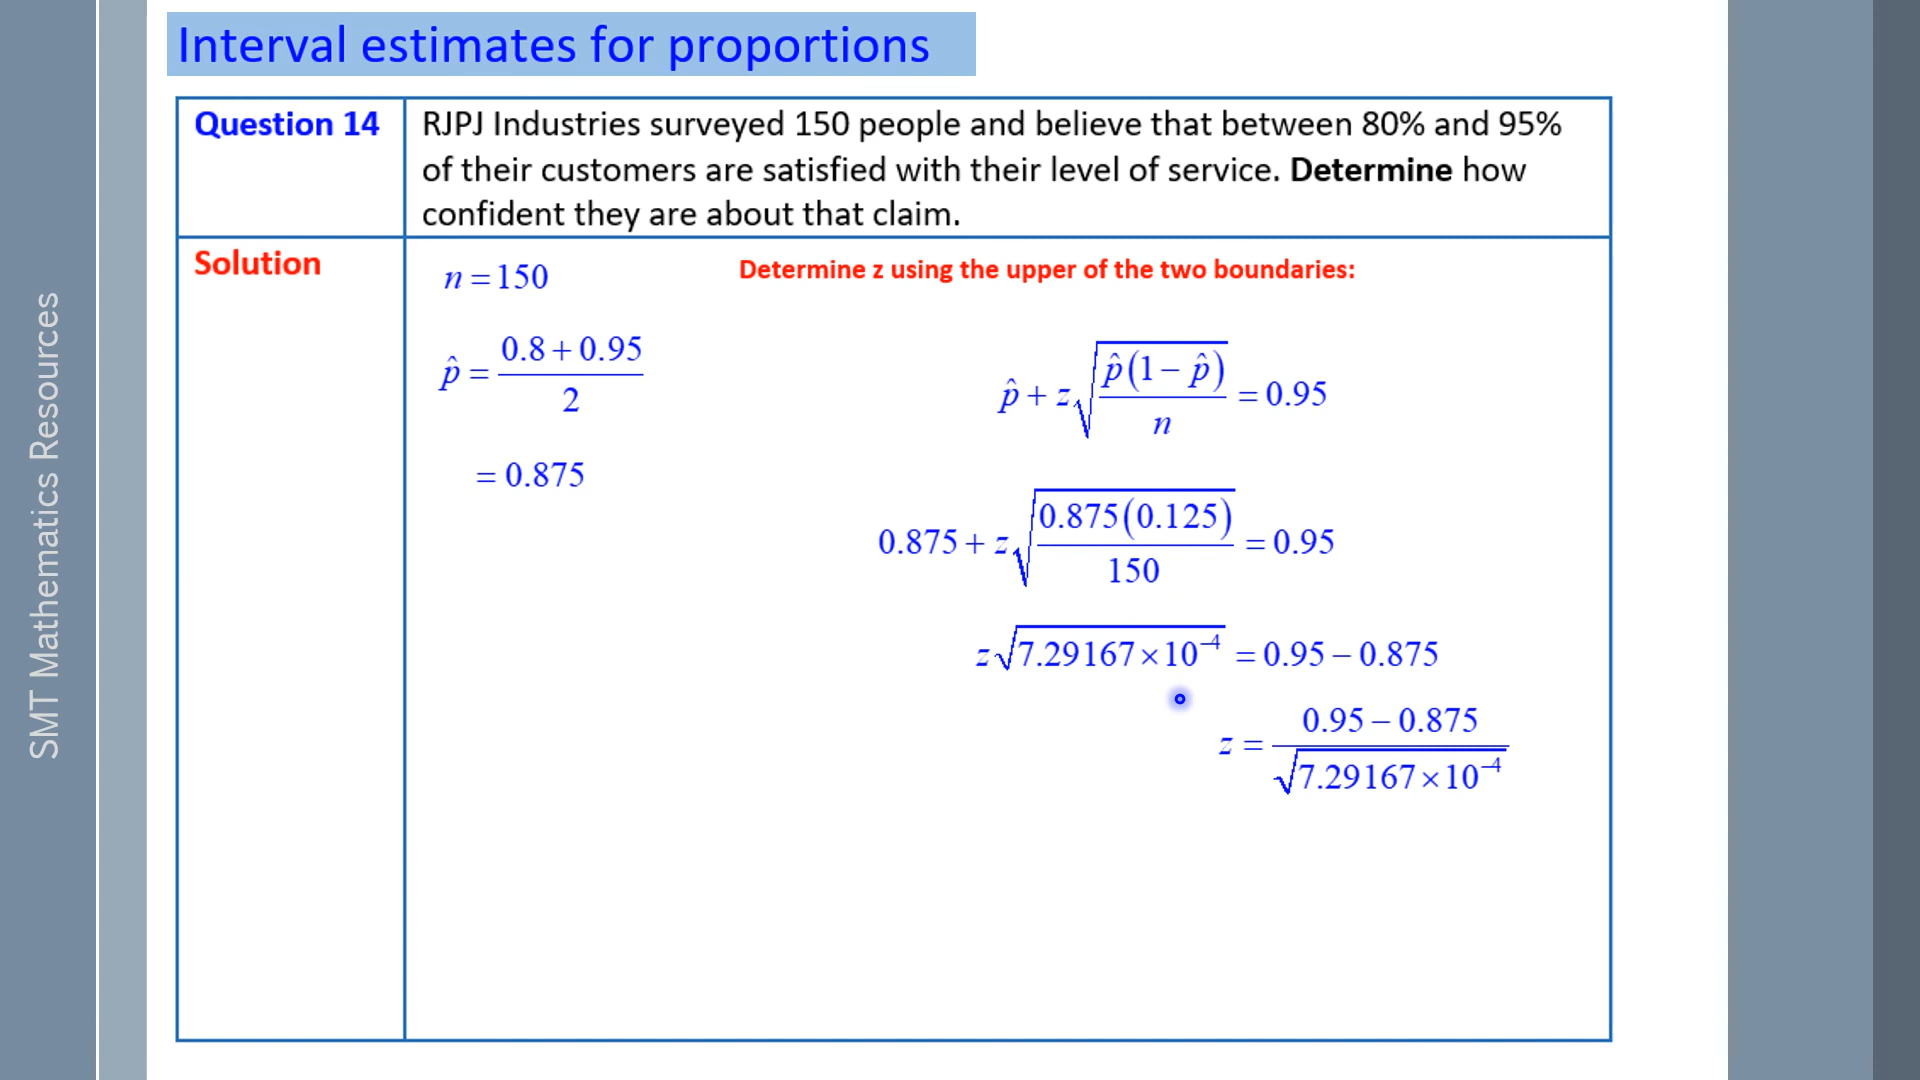 Interval estimates for proportions
Question 14
RJPJ Industries surveyed 150 people and believe that between 80% and 95%
of their customers are satisfied with their level of service. Determine how
confident they are about that claim.
Solution
n = 150
p̂ = (0.8 + 0.95)/2
= 0.875
Determine z using the upper of the two boundaries:
p̂ + z√(p̂(1 − p̂)/n) = 0.95
0.875 + z√(0.875(0.125)/150) = 0.95
z√(7.29167 × 10⁻⁴) = 0.95 − 0.875
z = (0.95 − 0.875)/√(7.29167 × 10⁻⁴)
SMT Mathematics Resources